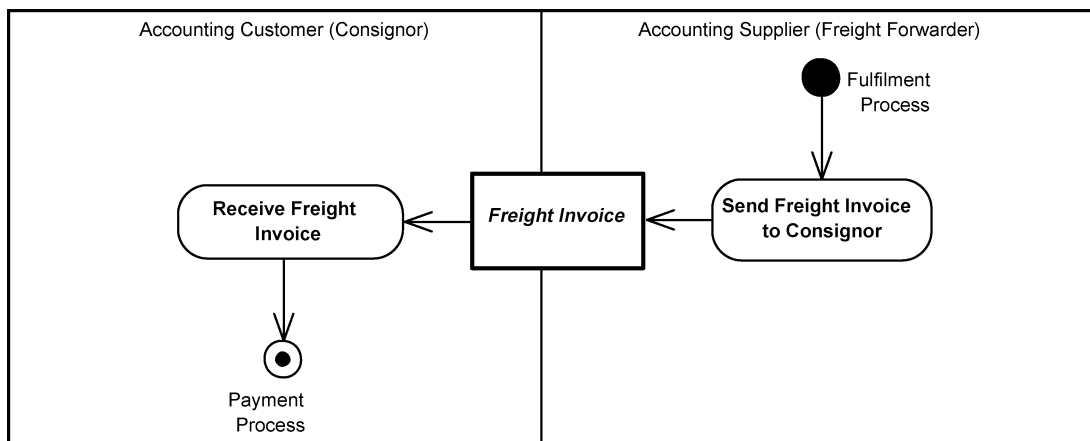 Accounting Customer (Consignor)
Accounting Supplier (Freight Forwarder)
Fulfilment
Process
Send Freight Invoice
to Consignor
Freight Invoice
Receive Freight
Invoice
Payment
Process